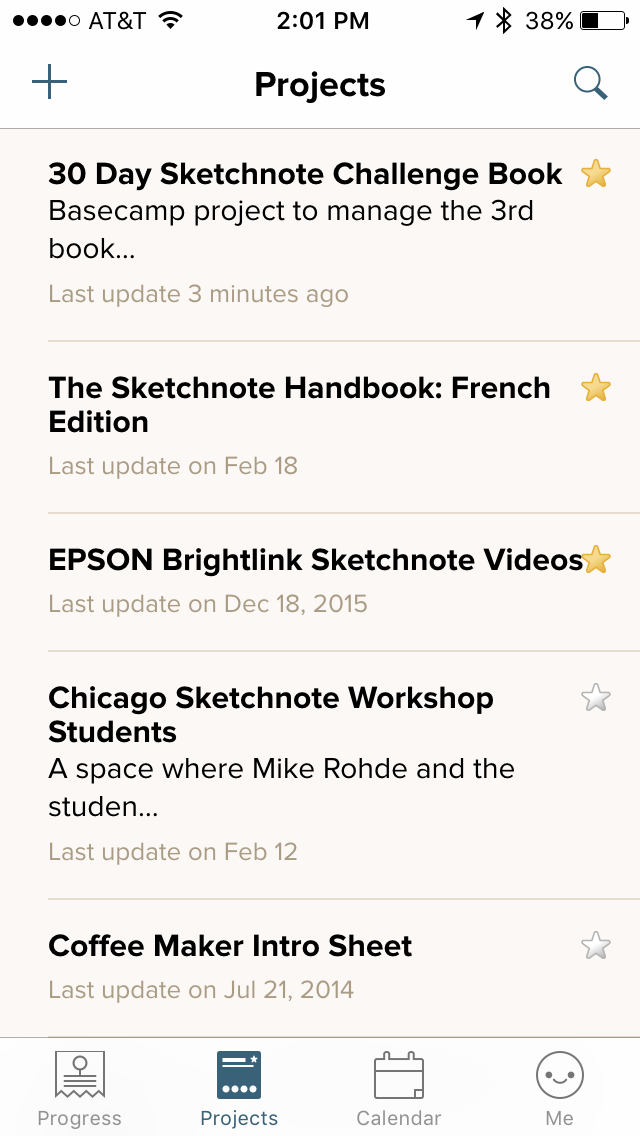 AT&T 2:01 PM 38%
Projects
30 Day Sketchnote Challenge Book
Basecamp project to manage the 3rd
book...
Last update 3 minutes ago
The Sketchnote Handbook: French
Edition
Last update on Feb 18
EPSON Brightlink Sketchnote Videos
Last update on Dec 18, 2015
Chicago Sketchnote Workshop
Students
A space where Mike Rohde and the
studen...
Last update on Feb 12
Coffee Maker Intro Sheet
Last update on Jul 21, 2014
Progress Projects Calendar Me